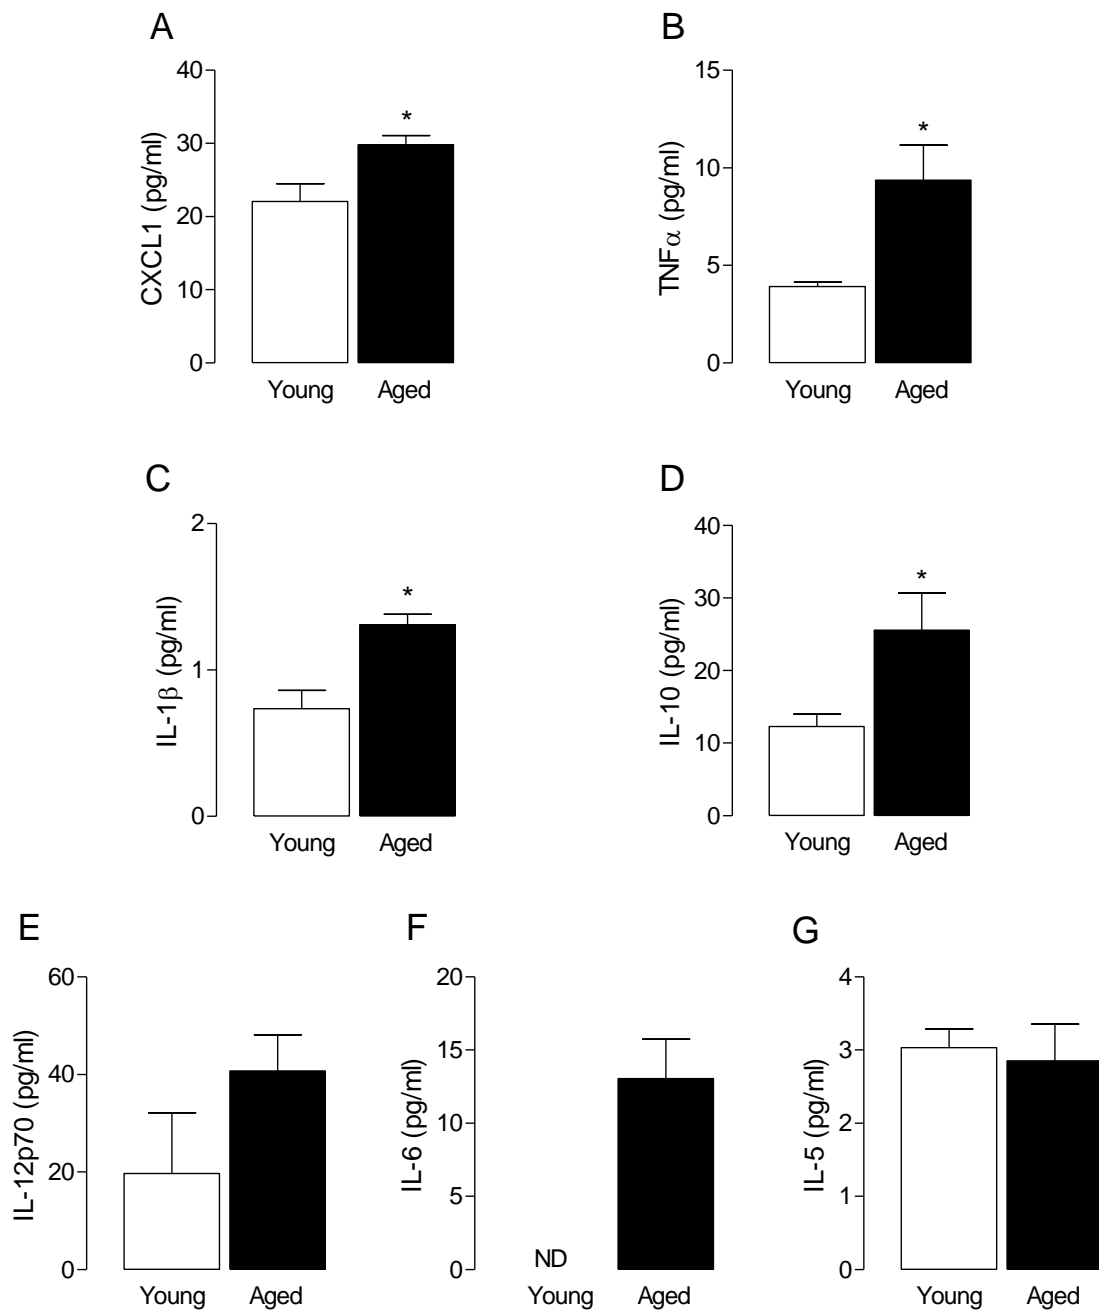 A
B
CXCL1 (pg/ml)
40
30
20
10
0
*
Young
Aged
TNFα (pg/ml)
15
10
5
0
*
Young
Aged
C
D
IL-1β (pg/ml)
2
1
0
*
Young
Aged
IL-10 (pg/ml)
40
30
20
10
0
*
Young
Aged
E
F
G
IL-12p70 (pg/ml)
60
40
20
0
Young
Aged
IL-6 (pg/ml)
20
15
10
5
0
ND
Young
Aged
IL-5 (pg/ml)
4
3
2
1
0
Young
Aged